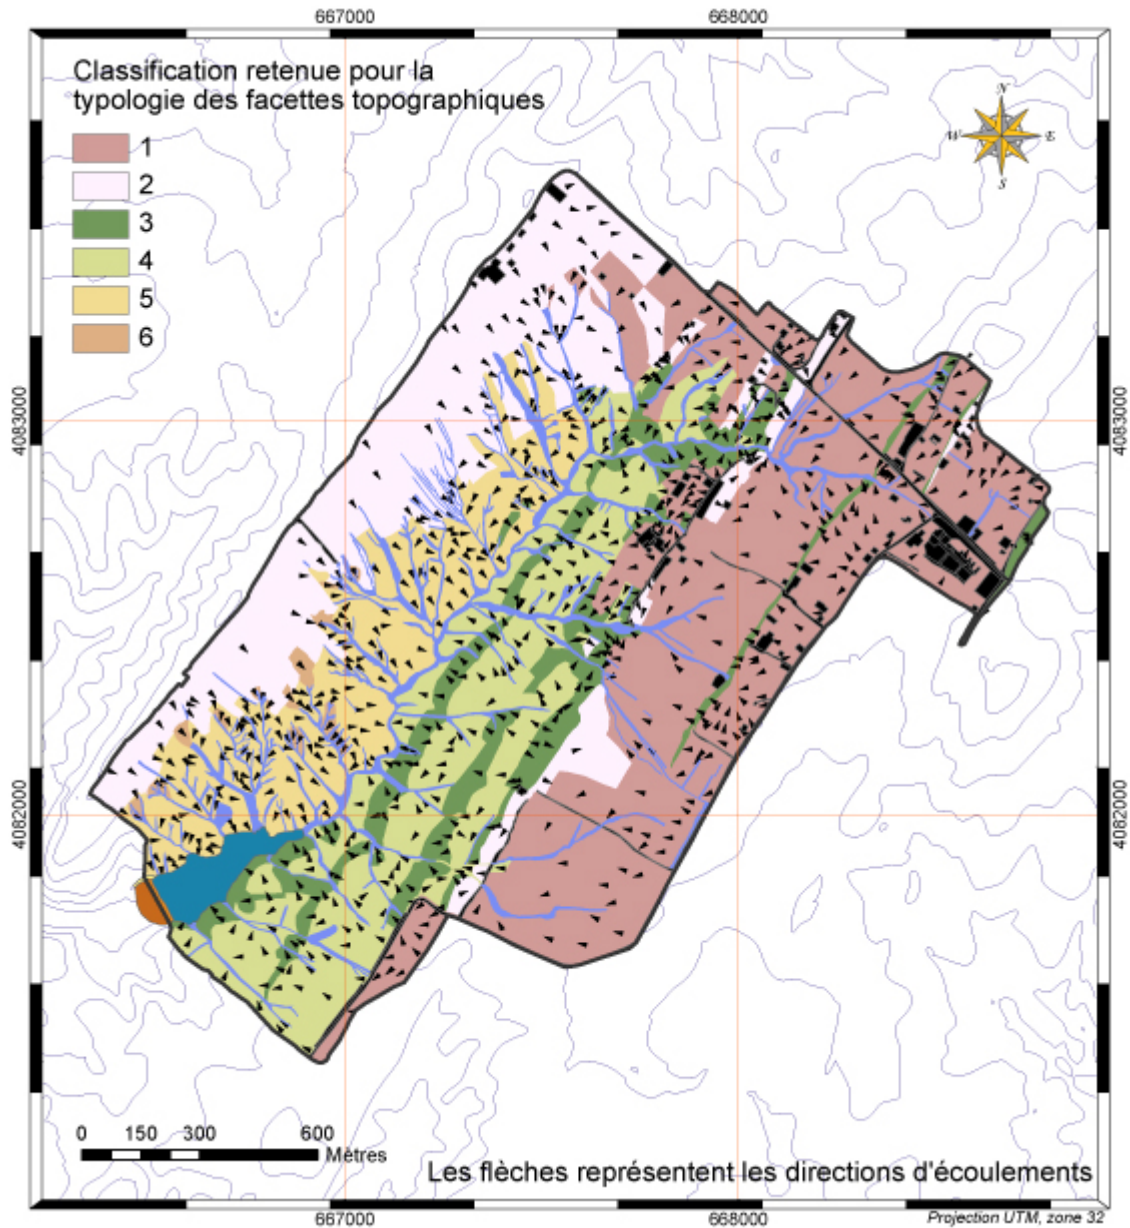 667000
668000
Classification retenue pour la
typologie des facettes topographiques
1
2
3
4
5
6
N
W
E
S
4083000
4083000
4082000
4082000
0 150 300 600
Mètres
Les flèches représentent les directions d'écoulements
667000
668000
Projection UTM, zone 32